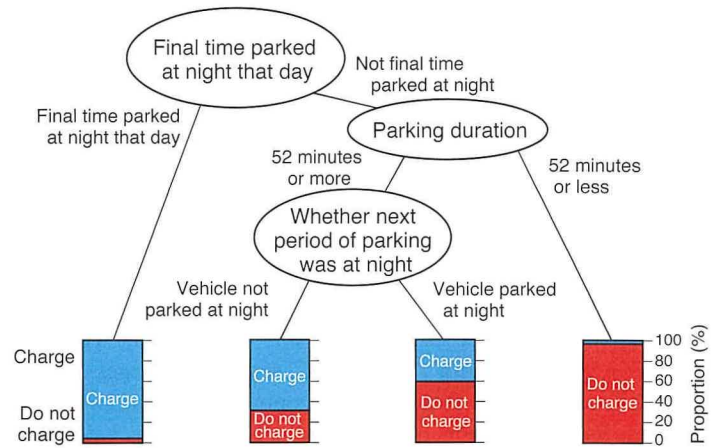 Final time parked
at night that day
Not final time
parked at night
Final time parked
at night that day
Parking duration
52 minutes
or more
52 minutes
or less
Whether next
period of parking
was at night
Vehicle not
parked at night
Vehicle parked
at night
Charge
Do not
charge
Charge
Charge
Do not
charge
Charge
Do not
charge
Do not
charge
100
80
60
40
20
0
Proportion (%)